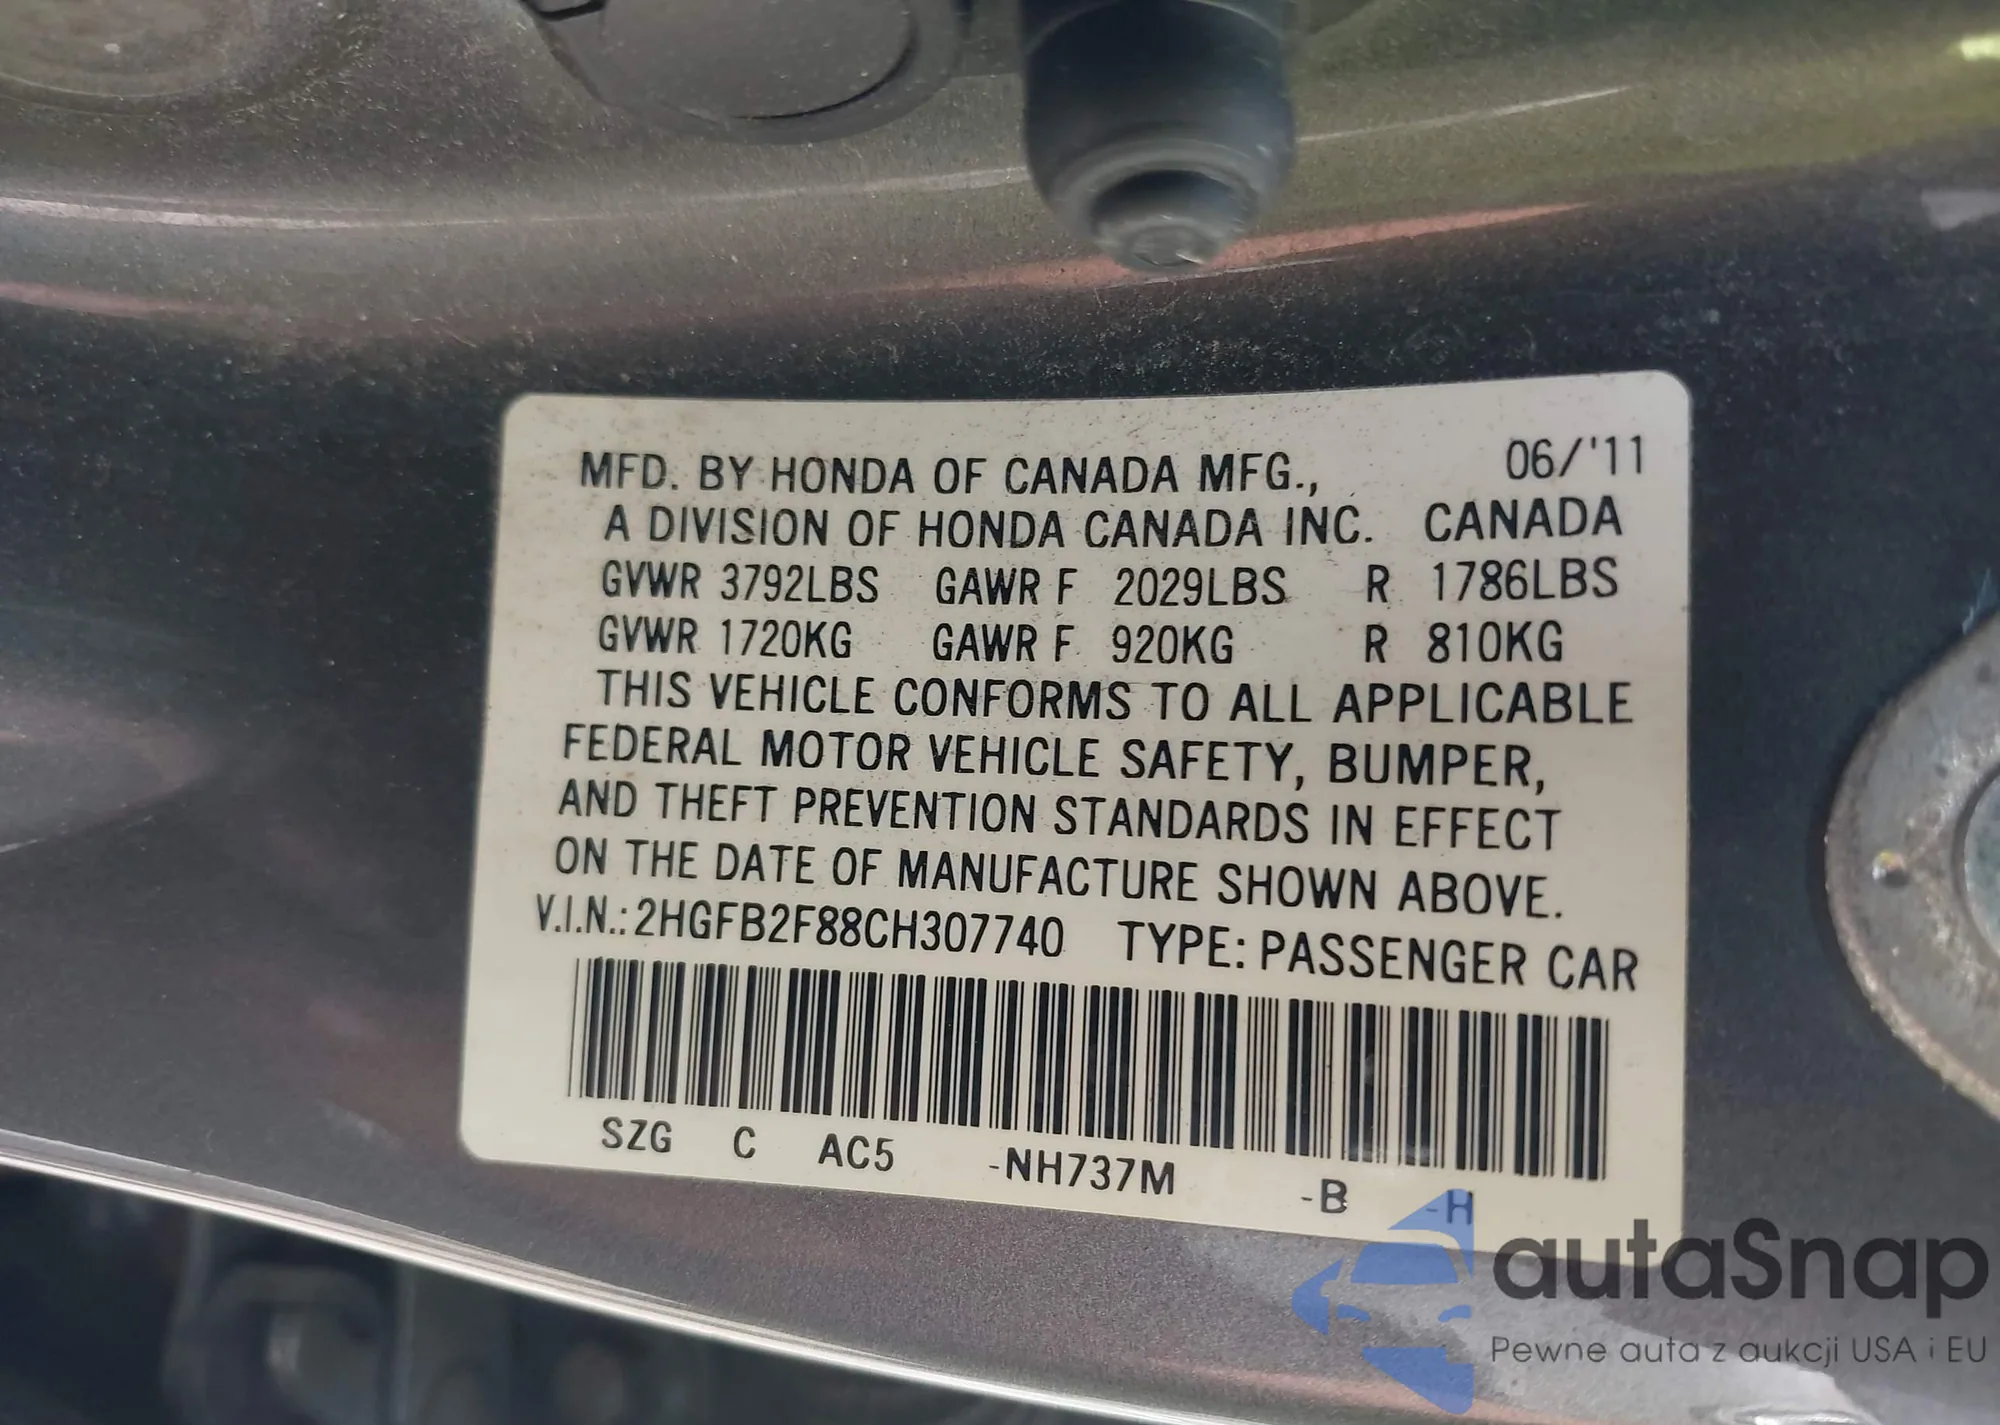 MFD. BY HONDA OF CANADA MFG., 06/'11
A DIVISION OF HONDA CANADA INC. CANADA
GVWR 3792LBS GAWR F 2029LBS R 1786LBS
GVWR 1720KG GAWR F 920KG R 810KG
THIS VEHICLE CONFORMS TO ALL APPLICABLE
FEDERAL MOTOR VEHICLE SAFETY, BUMPER,
AND THEFT PREVENTION STANDARDS IN EFFECT
ON THE DATE OF MANUFACTURE SHOWN ABOVE.
V.I.N.: 2HGFB2F88CH307740 TYPE: PASSENGER CAR
SZG C AC5 -NH737M -B -H
autaSnap
Pewne auta z aukcji USA i EU